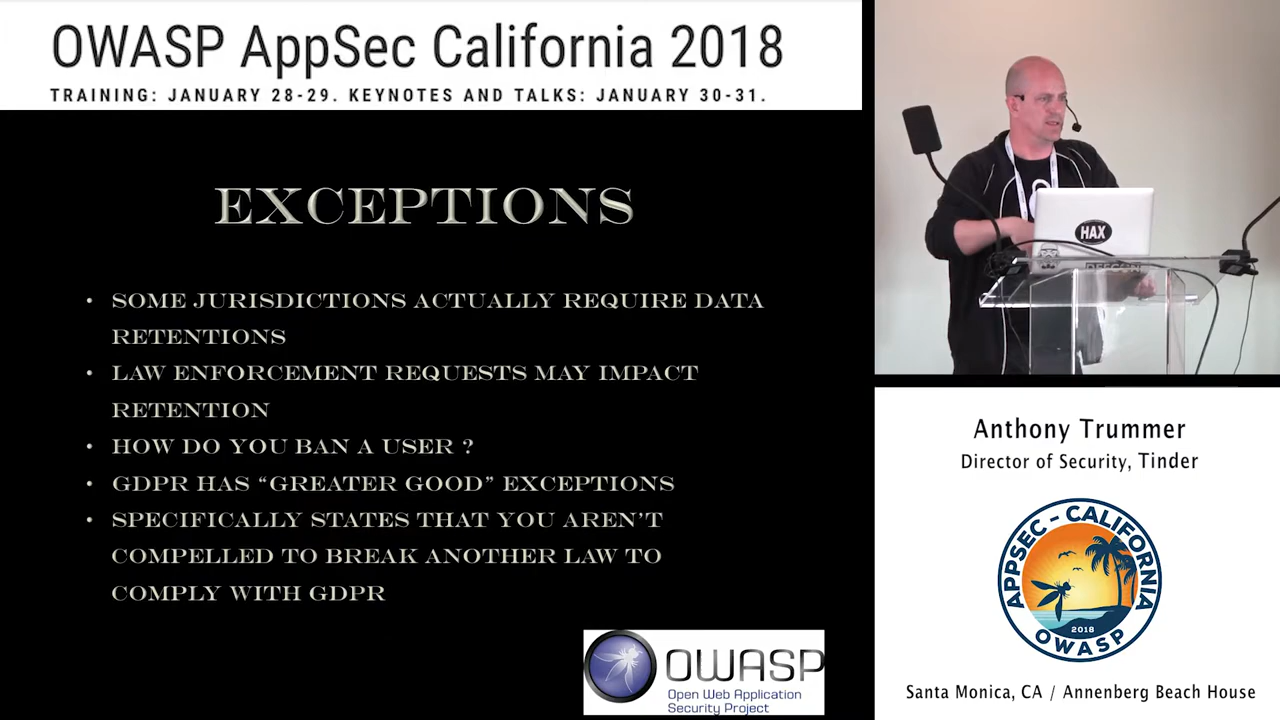 OWASP AppSec California 2018
TRAINING: JANUARY 28-29. KEYNOTES AND TALKS: JANUARY 30-31.
EXCEPTIONS
• SOME JURISDICTIONS ACTUALLY REQUIRE DATA
RETENTIONS
• LAW ENFORCEMENT REQUESTS MAY IMPACT
RETENTION
• HOW DO YOU BAN A USER ?
• GDPR HAS “GREATER GOOD” EXCEPTIONS
• SPECIFICALLY STATES THAT YOU AREN’T
COMPELLED TO BREAK ANOTHER LAW TO
COMPLY WITH GDPR
OWASP
Open Web Application
Security Project
HAX
DEFCON
Anthony Trummer
Director of Security, Tinder
APPSEC - CALIFORNIA
2018
OWASP
Santa Monica, CA / Annenberg Beach House